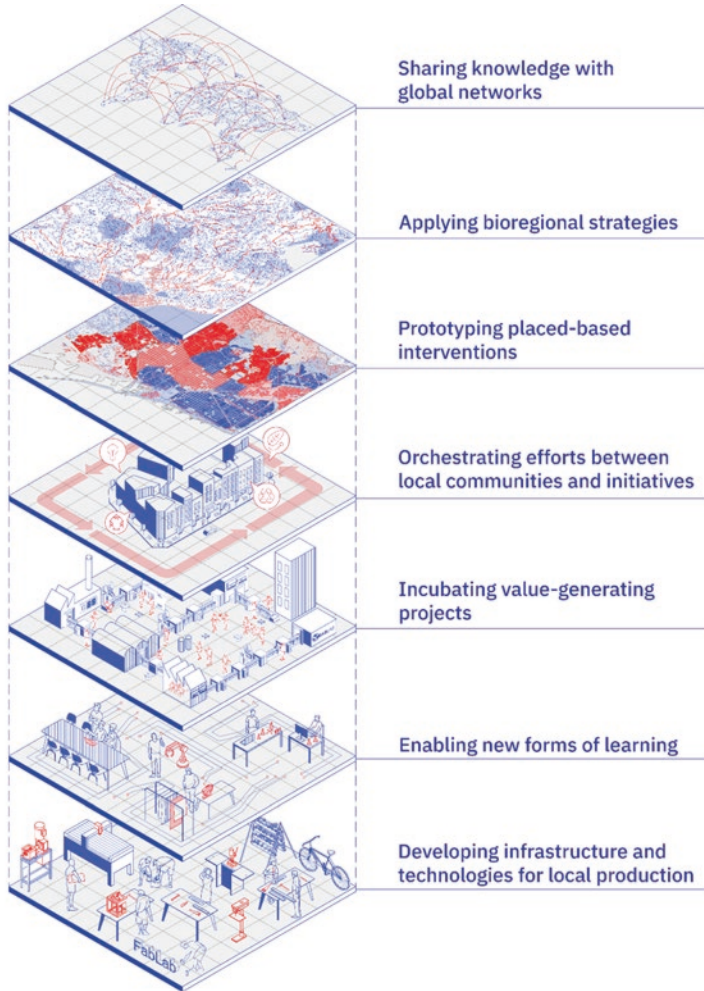 Sharing knowledge with
global networks
Applying bioregional strategies
Prototyping placed-based
interventions
Orchestrating efforts between
local communities and initiatives
Incubating value-generating
projects
Enabling new forms of learning
Developing infrastructure and
technologies for local production
FabLab